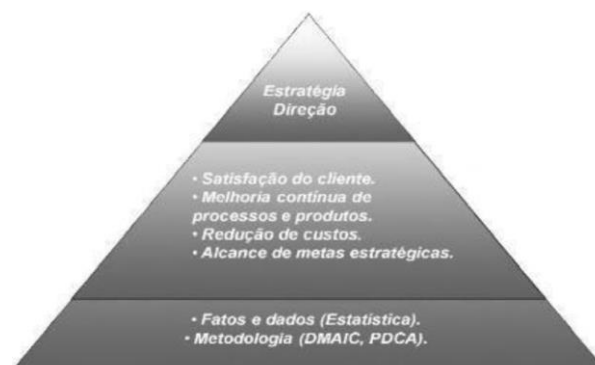 Estratégia
Direção
• Satisfação do cliente.
• Melhoria contínua de
processos e produtos.
• Redução de custos.
• Alcance de metas estratégicas.
• Fatos e dados (Estatística).
• Metodologia (DMAIC, PDCA).